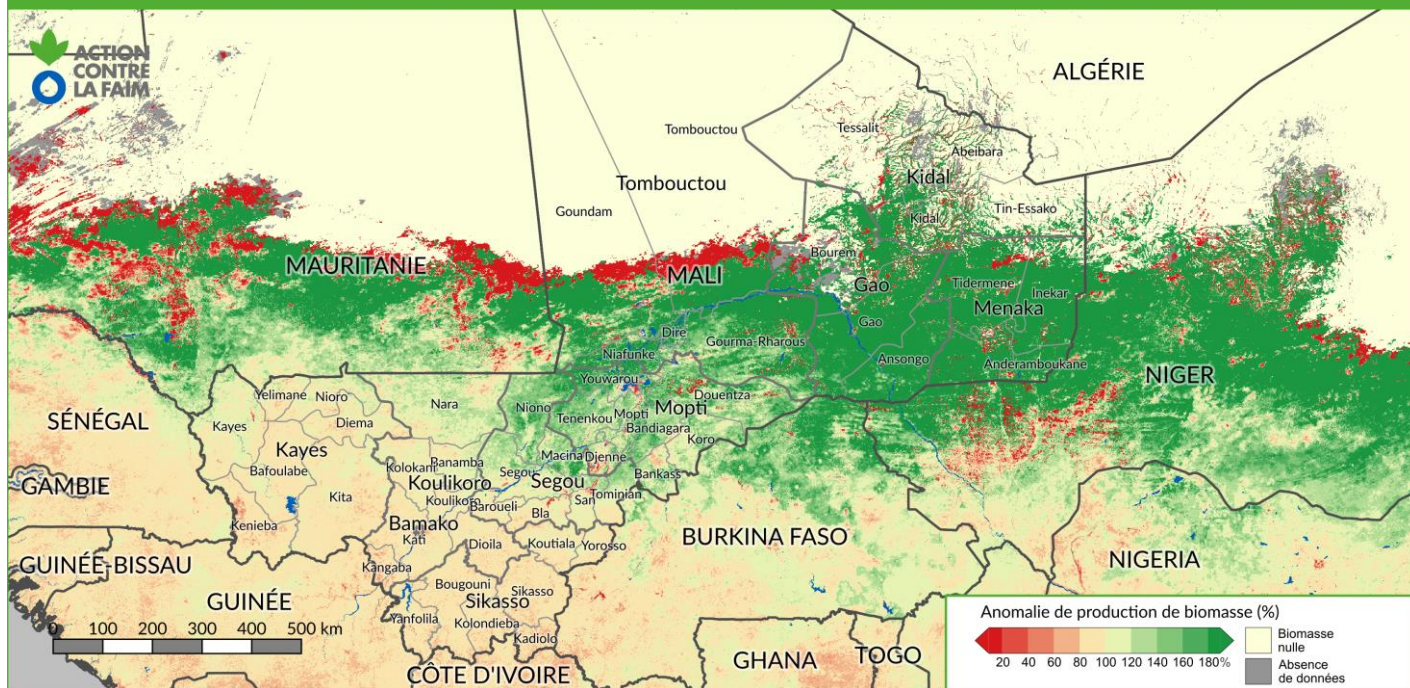 ACTION
CONTRE
LA FAIM
ALGÉRIE
Tombouctou
Tessalit
Abeibara
Kidal
Tombouctou
Goundam
Kidal
Tin-Essako
Bourem
MAURITANIE
MALI
Gao
Tidermene
Inekar
Menaka
Gao
Dire
Gourma-Rharous
Niafunke
Ansongo
Anderamboukane
NIGER
Youwarou
Douentza
Yelimane
Nioro
Nara
Niono
Tenenkou
Mopti
Mopti
Bandiagara
SÉNÉGAL
Kayes
Diema
Koro
Kayes
Bafoulabe
Kolokani
Banamba
Macina
Djenne
Segou
Bankass
GAMBIE
Koulikoro
Segou
Kita
Koulikoro
San
Tominian
Baroueli
Bla
Kenieba
Bamako
Kati
Dioila
Koutiala
Yorosso
BURKINA FASO
GUINÉE-BISSAU
Kangaba
NIGERIA
Bougouni
Sikasso
GUINÉE
Sikasso
Yanfolila
Kolondieba
Kadiolo
0 100 200 300 400 500 km
CÔTE D'IVOIRE
GHANA
TOGO
Anomalie de production de biomasse (%)
20 40 60 80 100 120 140 160 180%
Biomasse
nulle
Absence
de données